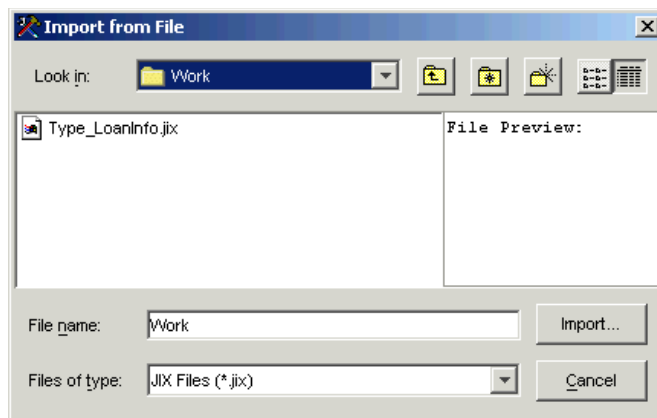 Import from File
Look in:
Work
Type_LoanInfo.jix
File Preview:
File name:
Work
Import...
Files of type:
JIX Files (*.jix)
Cancel